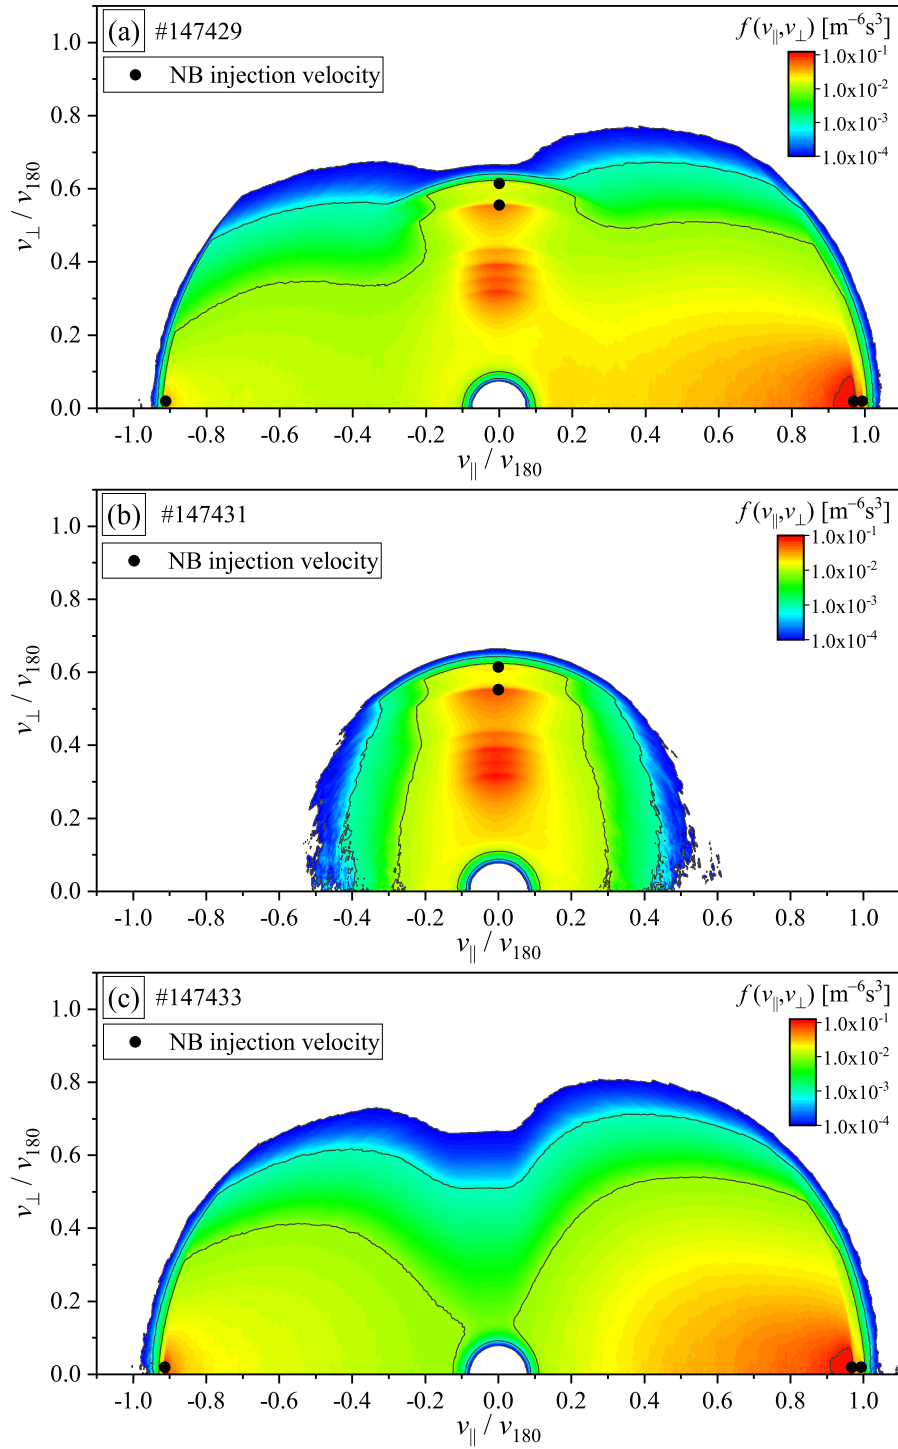 (a) #147429
NB injection velocity
f(v∥,v⊥) [m⁻⁶s³]
1.0x10⁻¹
1.0x10⁻²
1.0x10⁻³
1.0x10⁻⁴
1.0
0.8
0.6
0.4
0.2
0.0
v⊥ / v₁₈₀
-1.0 -0.8 -0.6 -0.4 -0.2 0.0 0.2 0.4 0.6 0.8 1.0
v∥ / v₁₈₀
(b) #147431
NB injection velocity
f(v∥,v⊥) [m⁻⁶s³]
1.0x10⁻¹
1.0x10⁻²
1.0x10⁻³
1.0x10⁻⁴
1.0
0.8
0.6
0.4
0.2
0.0
v⊥ / v₁₈₀
-1.0 -0.8 -0.6 -0.4 -0.2 0.0 0.2 0.4 0.6 0.8 1.0
v∥ / v₁₈₀
(c) #147433
NB injection velocity
f(v∥,v⊥) [m⁻⁶s³]
1.0x10⁻¹
1.0x10⁻²
1.0x10⁻³
1.0x10⁻⁴
1.0
0.8
0.6
0.4
0.2
0.0
v⊥ / v₁₈₀
-1.0 -0.8 -0.6 -0.4 -0.2 0.0 0.2 0.4 0.6 0.8 1.0
v∥ / v₁₈₀